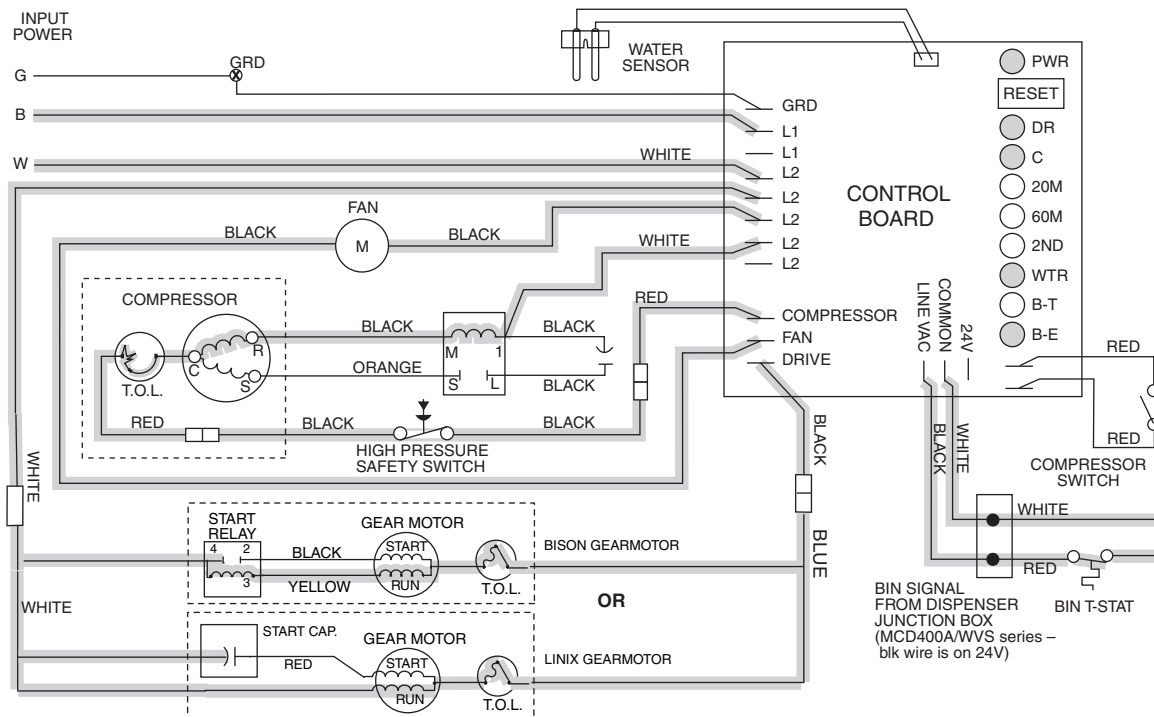 INPUT
POWER
G
GRD
B
W
WHITE
WATER
SENSOR
GRD
L1
L1
L2
L2
L2
L2
L2
CONTROL
BOARD
PWR
RESET
DR
C
20M
60M
2ND
WTR
B-T
B-E
FAN
M
BLACK
BLACK
WHITE
RED
COMPRESSOR
FAN
DRIVE
LINE VAC
COMMON
24V
COMPRESSOR
T.O.L.
C
R
S
BLACK
ORANGE
M
1
S
L
BLACK
BLACK
RED
BLACK
BLACK
HIGH PRESSURE
SAFETY SWITCH
RED
RED
COMPRESSOR
SWITCH
BLACK
WHITE
BLACK
BLUE
WHITE
START
RELAY
4
2
3
BLACK
YELLOW
GEAR MOTOR
START
RUN
T.O.L.
BISON GEARMOTOR
OR
WHITE
START CAP.
RED
GEAR MOTOR
START
RUN
T.O.L.
LINIX GEARMOTOR
WHITE
RED
BIN T-STAT
BIN SIGNAL
FROM DISPENSER
JUNCTION BOX
(MCD400A/WVS series –
blk wire is on 24V)